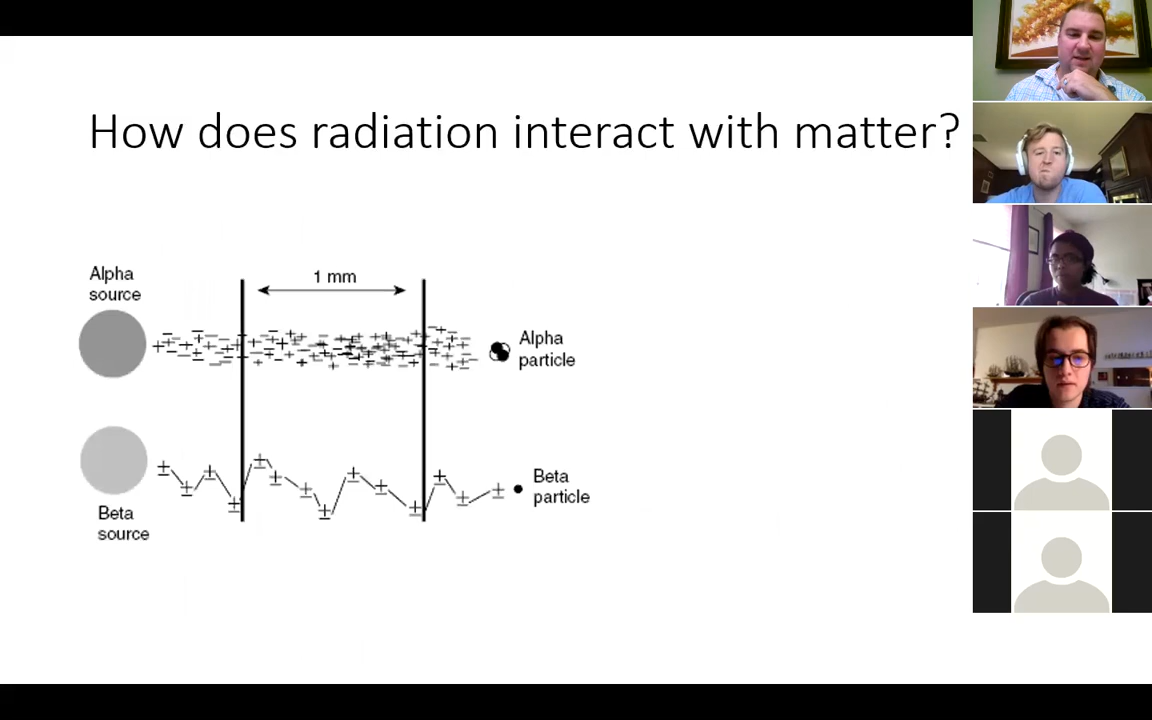 How does radiation interact with matter?
Alpha
source
1 mm
Alpha
particle
Beta
source
Beta
particle